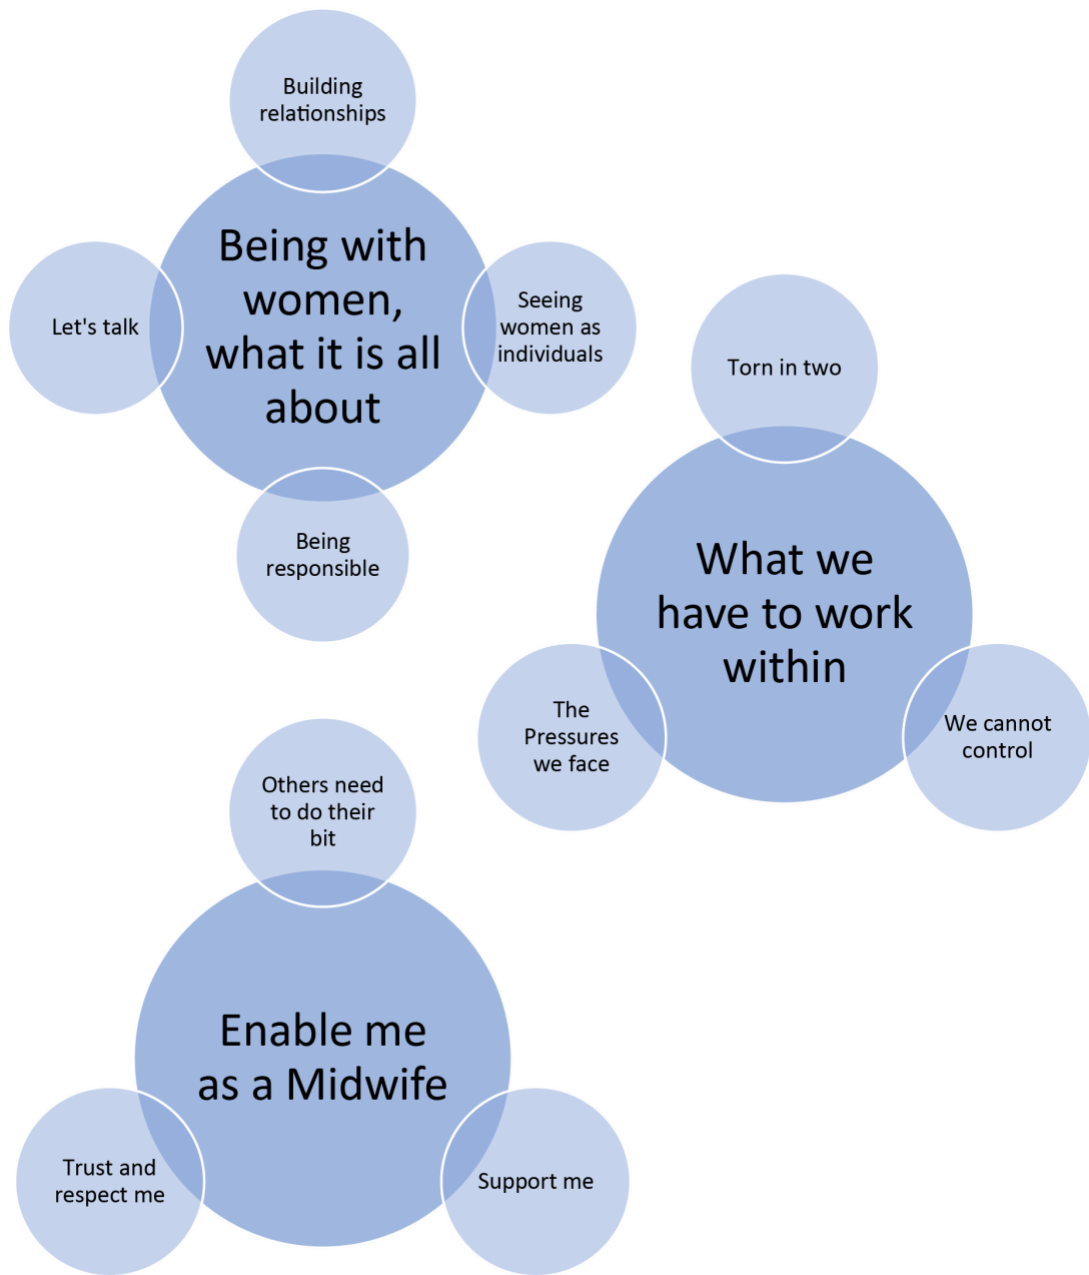 Building
relationships
Being with
women,
what it is all
about
Let's talk
Seeing
women as
individuals
Being
responsible
Torn in two
What we
have to work
within
The
Pressures
we face
We cannot
control
Others need
to do their
bit
Enable me
as a Midwife
Trust and
respect me
Support me